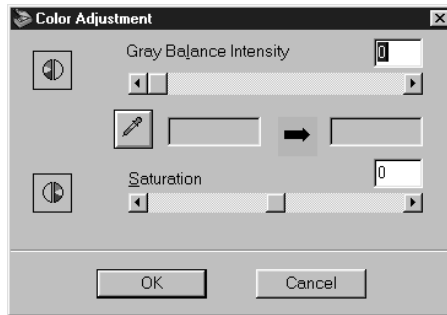 Color Adjustment
Gray Balance Intensity
0
Saturation
0
OK
Cancel